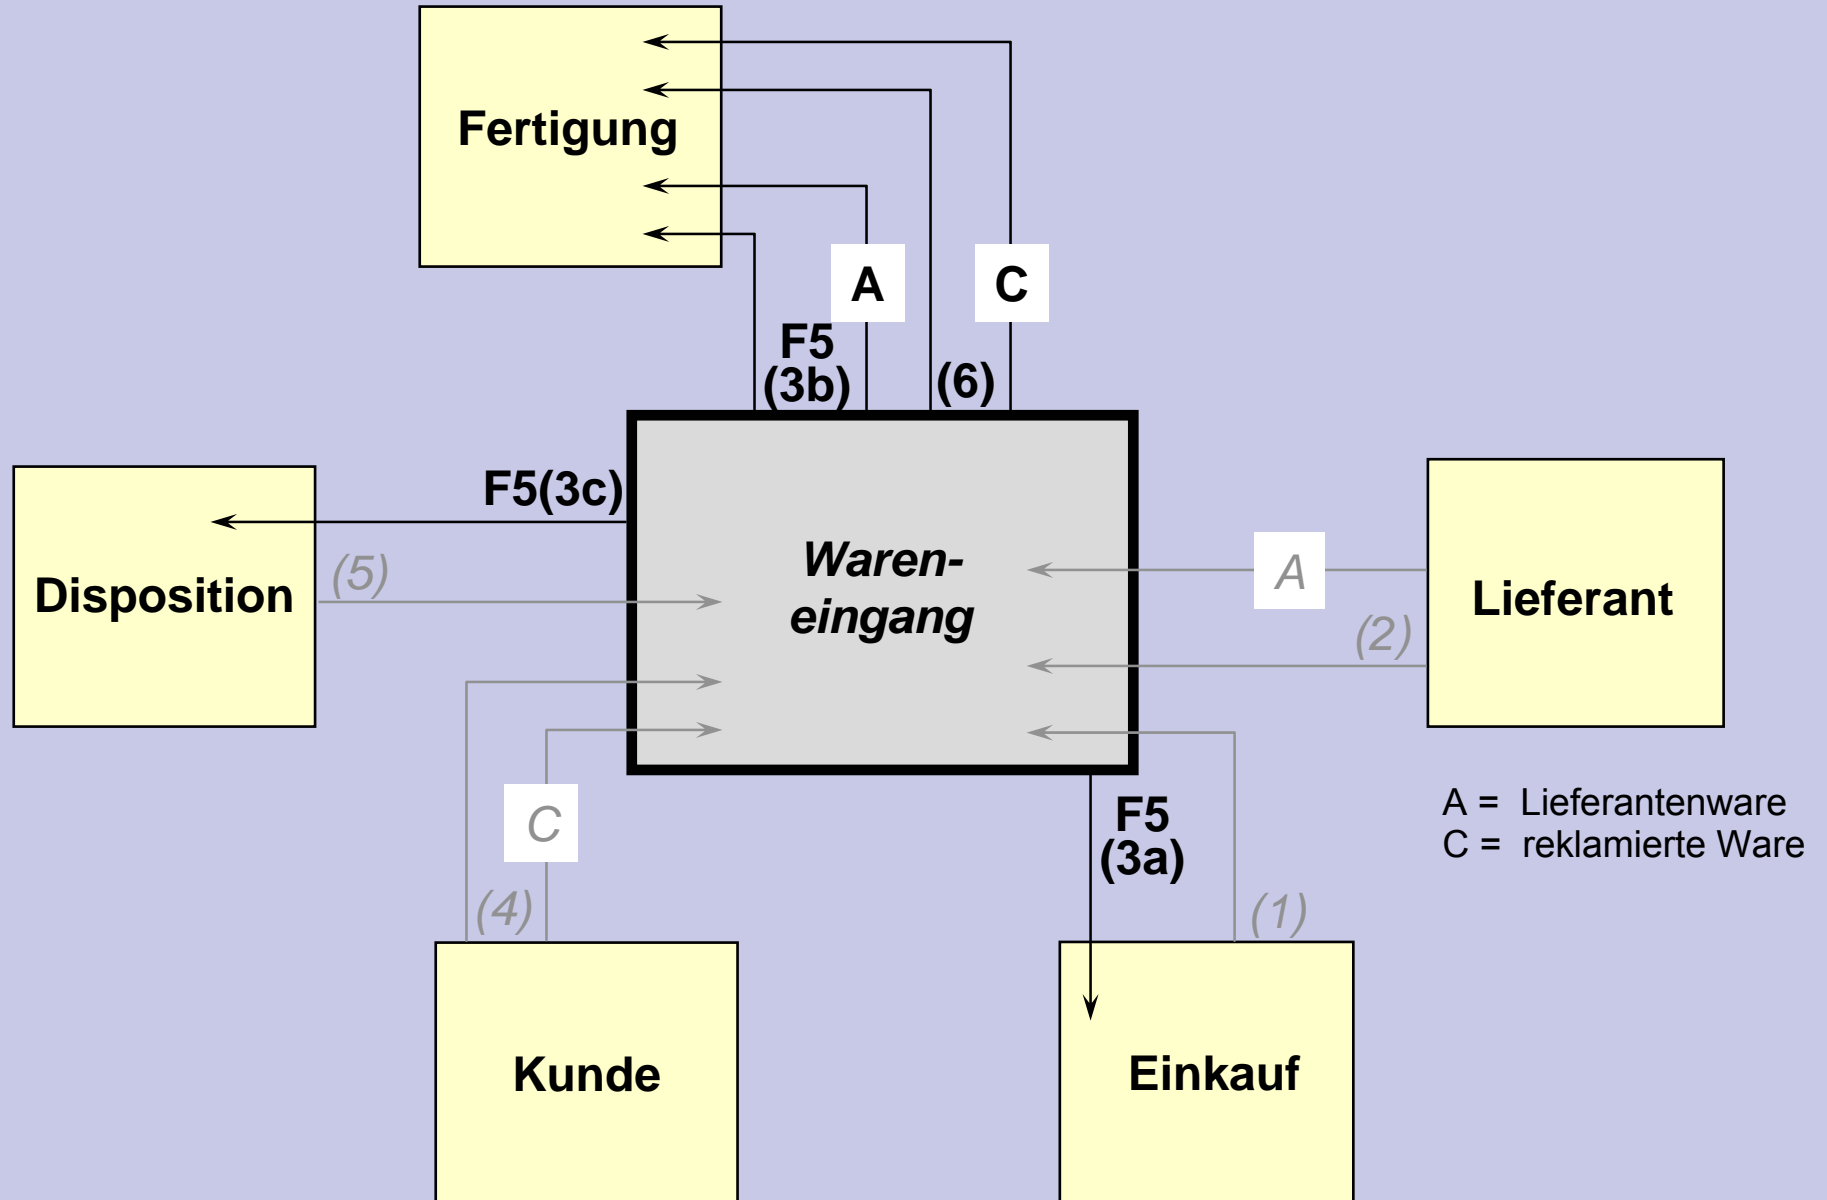 Fertigung
A
C
F5
(3b)
(6)
F5(3c)
Disposition
(5)
Waren-
eingang
A
(2)
Lieferant
C
(4)
F5
(3a)
(1)
A = Lieferantenware
C = reklamierte Ware
Kunde
Einkauf